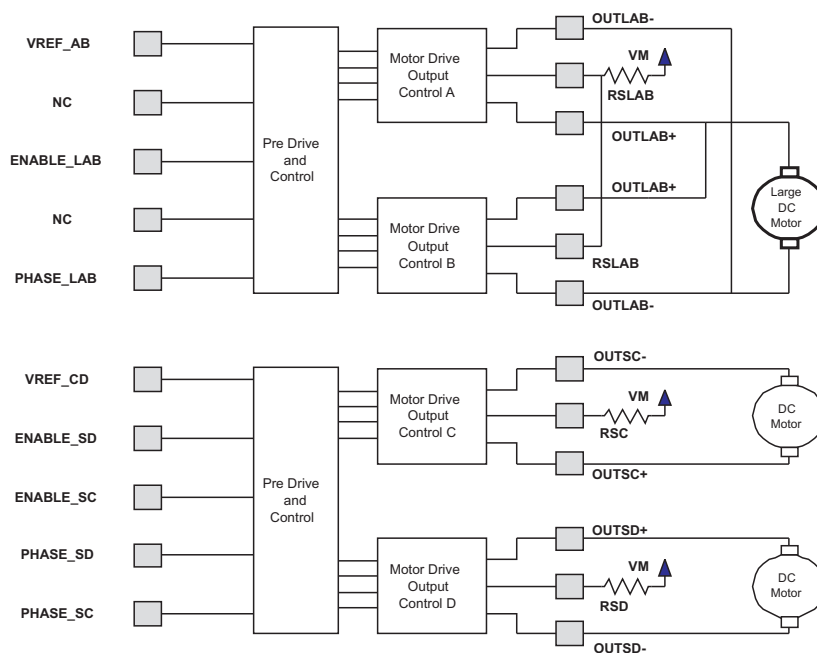 OUTLAB-
VREF_AB
Motor Drive
Output
Control A
VM
RSLAB
NC
OUTLAB+
Pre Drive
and
Control
ENABLE_LAB
OUTLAB+
Large
DC
Motor
NC
Motor Drive
Output
Control B
RSLAB
PHASE_LAB
OUTLAB-
OUTSC-
VREF_CD
Motor Drive
Output
Control C
VM
RSC
DC
Motor
ENABLE_SD
OUTSC+
ENABLE_SC
Pre Drive
and
Control
OUTSD+
PHASE_SD
Motor Drive
Output
Control D
VM
RSD
DC
Motor
PHASE_SC
OUTSD-